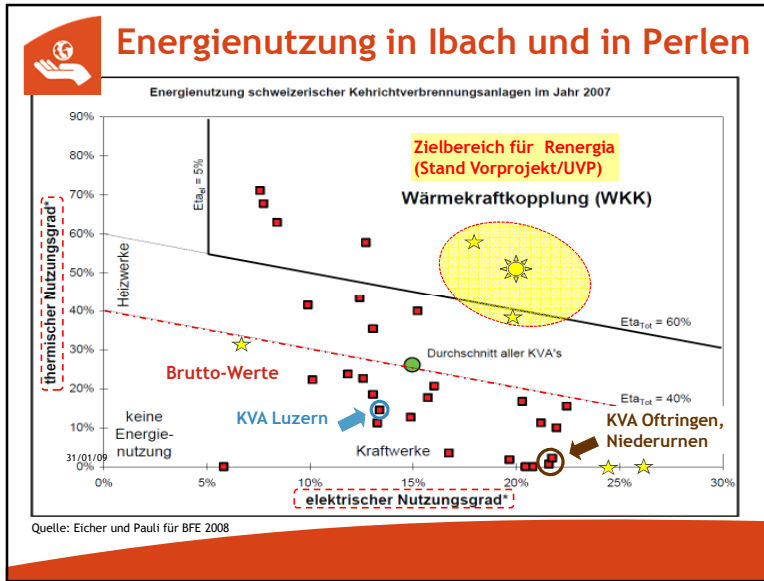 Energienutzung in Ibach und in Perlen
Energienutzung schweizerischer Kehrichtverbrennungsanlagen im Jahr 2007
90%
80%
70%
60%
50%
40%
30%
20%
10%
0%
thermischer Nutzungsgrad*
Eta_el = 5%
Heizwerke
Zielbereich für Renergia
(Stand Vorprojekt/UVP)
Wärmekraftkopplung (WKK)
Eta_Tot = 60%
Durchschnitt aller KVA's
Brutto-Werte
Eta_Tot = 40%
KVA Luzern
KVA Oftringen,
Niederurnen
keine
Energie-
nutzung
Kraftwerke
31/01/09
0%
5%
10%
15%
20%
25%
30%
elektrischer Nutzungsgrad*
Quelle: Eicher und Pauli für BFE 2008